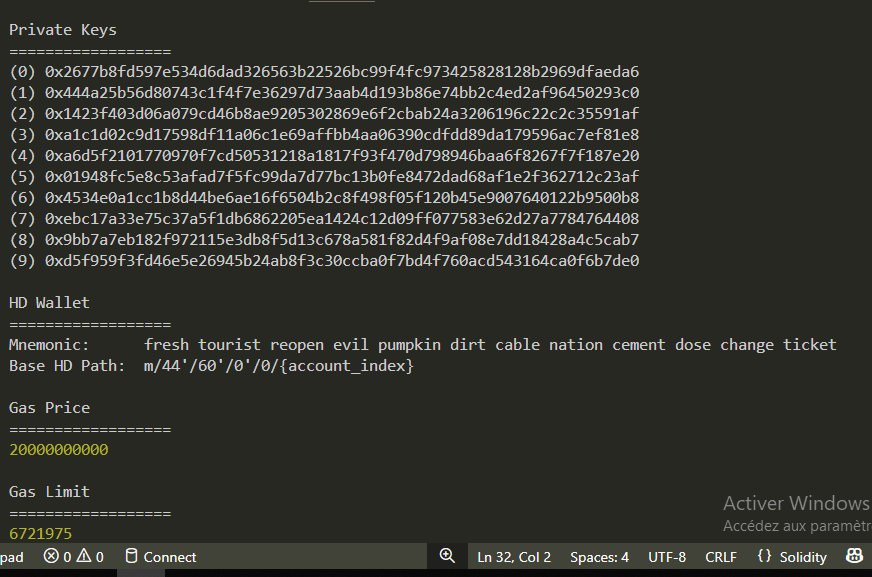 Private Keys
==================
(0) 0x2677b8fd597e534d6dad326563b22526bc99f4fc973425828128b2969dfaeda6
(1) 0x444a25b56d80743c1f4f7e36297d73aab4d193b86e74bb2c4ed2af96450293c0
(2) 0x1423f403d06a079cd46b8ae9205302869e6f2cbab24a3206196c22c2c35591af
(3) 0xa1c1d02c9d17598df11a06c1e69affbb4aa06390cdfdd89da179596ac7ef81e8
(4) 0xa6d5f2101770970f7cd50531218a1817f93f470d798946baa6f8267f7f187e20
(5) 0x01948fc5e8c53afad7f5fc99da7d77bc13b0fe8472dad68af1e2f362712c23af
(6) 0x4534e0a1cc1b8d44be6ae16f6504b2c8f498f05f120b45e9007640122b9500b8
(7) 0xebc17a33e75c37a5f1db6862205ea1424c12d09ff077583e62d27a7784764408
(8) 0x9bb7a7eb182f972115e3db8f5d13c678a581f82d4f9af08e7dd18428a4c5cab7
(9) 0xd5f959f3fd46e5e26945b24ab8f3c30ccba0f7bd4f760acd543164ca0f6b7de0
HD Wallet
==================
Mnemonic:      fresh tourist reopen evil pumpkin dirt cable nation cement dose change ticket
Base HD Path:  m/44'/60'/0'/0/{account_index}
Gas Price
==================
20000000000
Gas Limit
==================
6721975
Activer Windows
Accédez aux paramètr
pad 0 0 Connect Ln 32, Col 2 Spaces: 4 UTF-8 CRLF {} Solidity